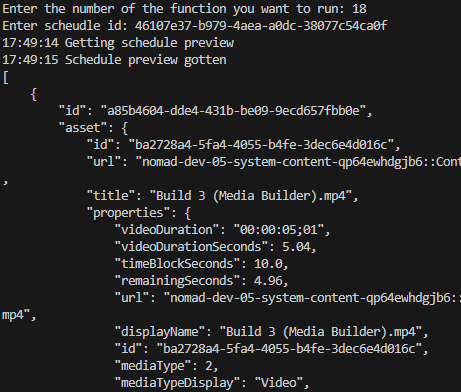 Enter the number of the function you want to run: 18
Enter scheudle id: 46107e37-b979-4aea-a0dc-38077c54ca0f
17:49:14 Getting schedule preview
17:49:15 Schedule preview gotten
[
{
"id": "a85b4604-dde4-431b-be09-9ecd657fbb0e",
"asset": {
"id": "ba2728a4-5fa4-4055-b4fe-3dec6e4d016c",
"url": "nomad-dev-05-system-content-qp64ewhdgjb6::Cont
,
"title": "Build 3 (Media Builder).mp4",
"properties": {
"videoDuration": "00:00:05;01",
"videoDurationSeconds": 5.04,
"timeBlockSeconds": 10.0,
"remainingSeconds": 4.96,
"url": "nomad-dev-05-system-content-qp64ewhdgjb6:
mp4",
"displayName": "Build 3 (Media Builder).mp4",
"id": "ba2728a4-5fa4-4055-b4fe-3dec6e4d016c",
"mediaType": 2,
"mediaTypeDisplay": "Video",